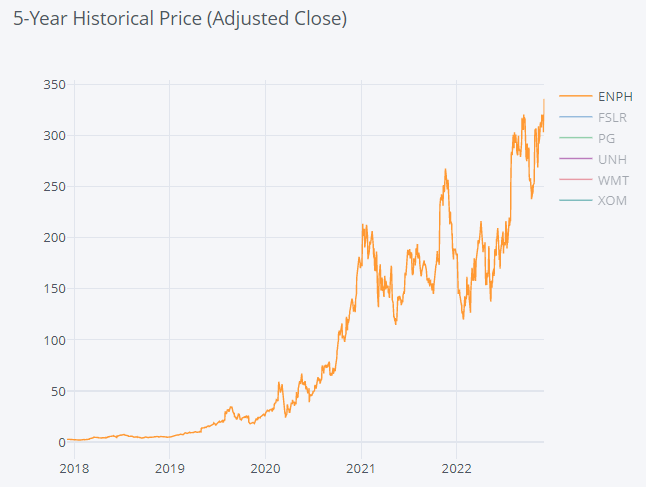 5-Year Historical Price (Adjusted Close)
350
300
250
200
150
100
50
0
2018 2019 2020 2021 2022
ENPH
FSLR
PG
UNH
WMT
XOM